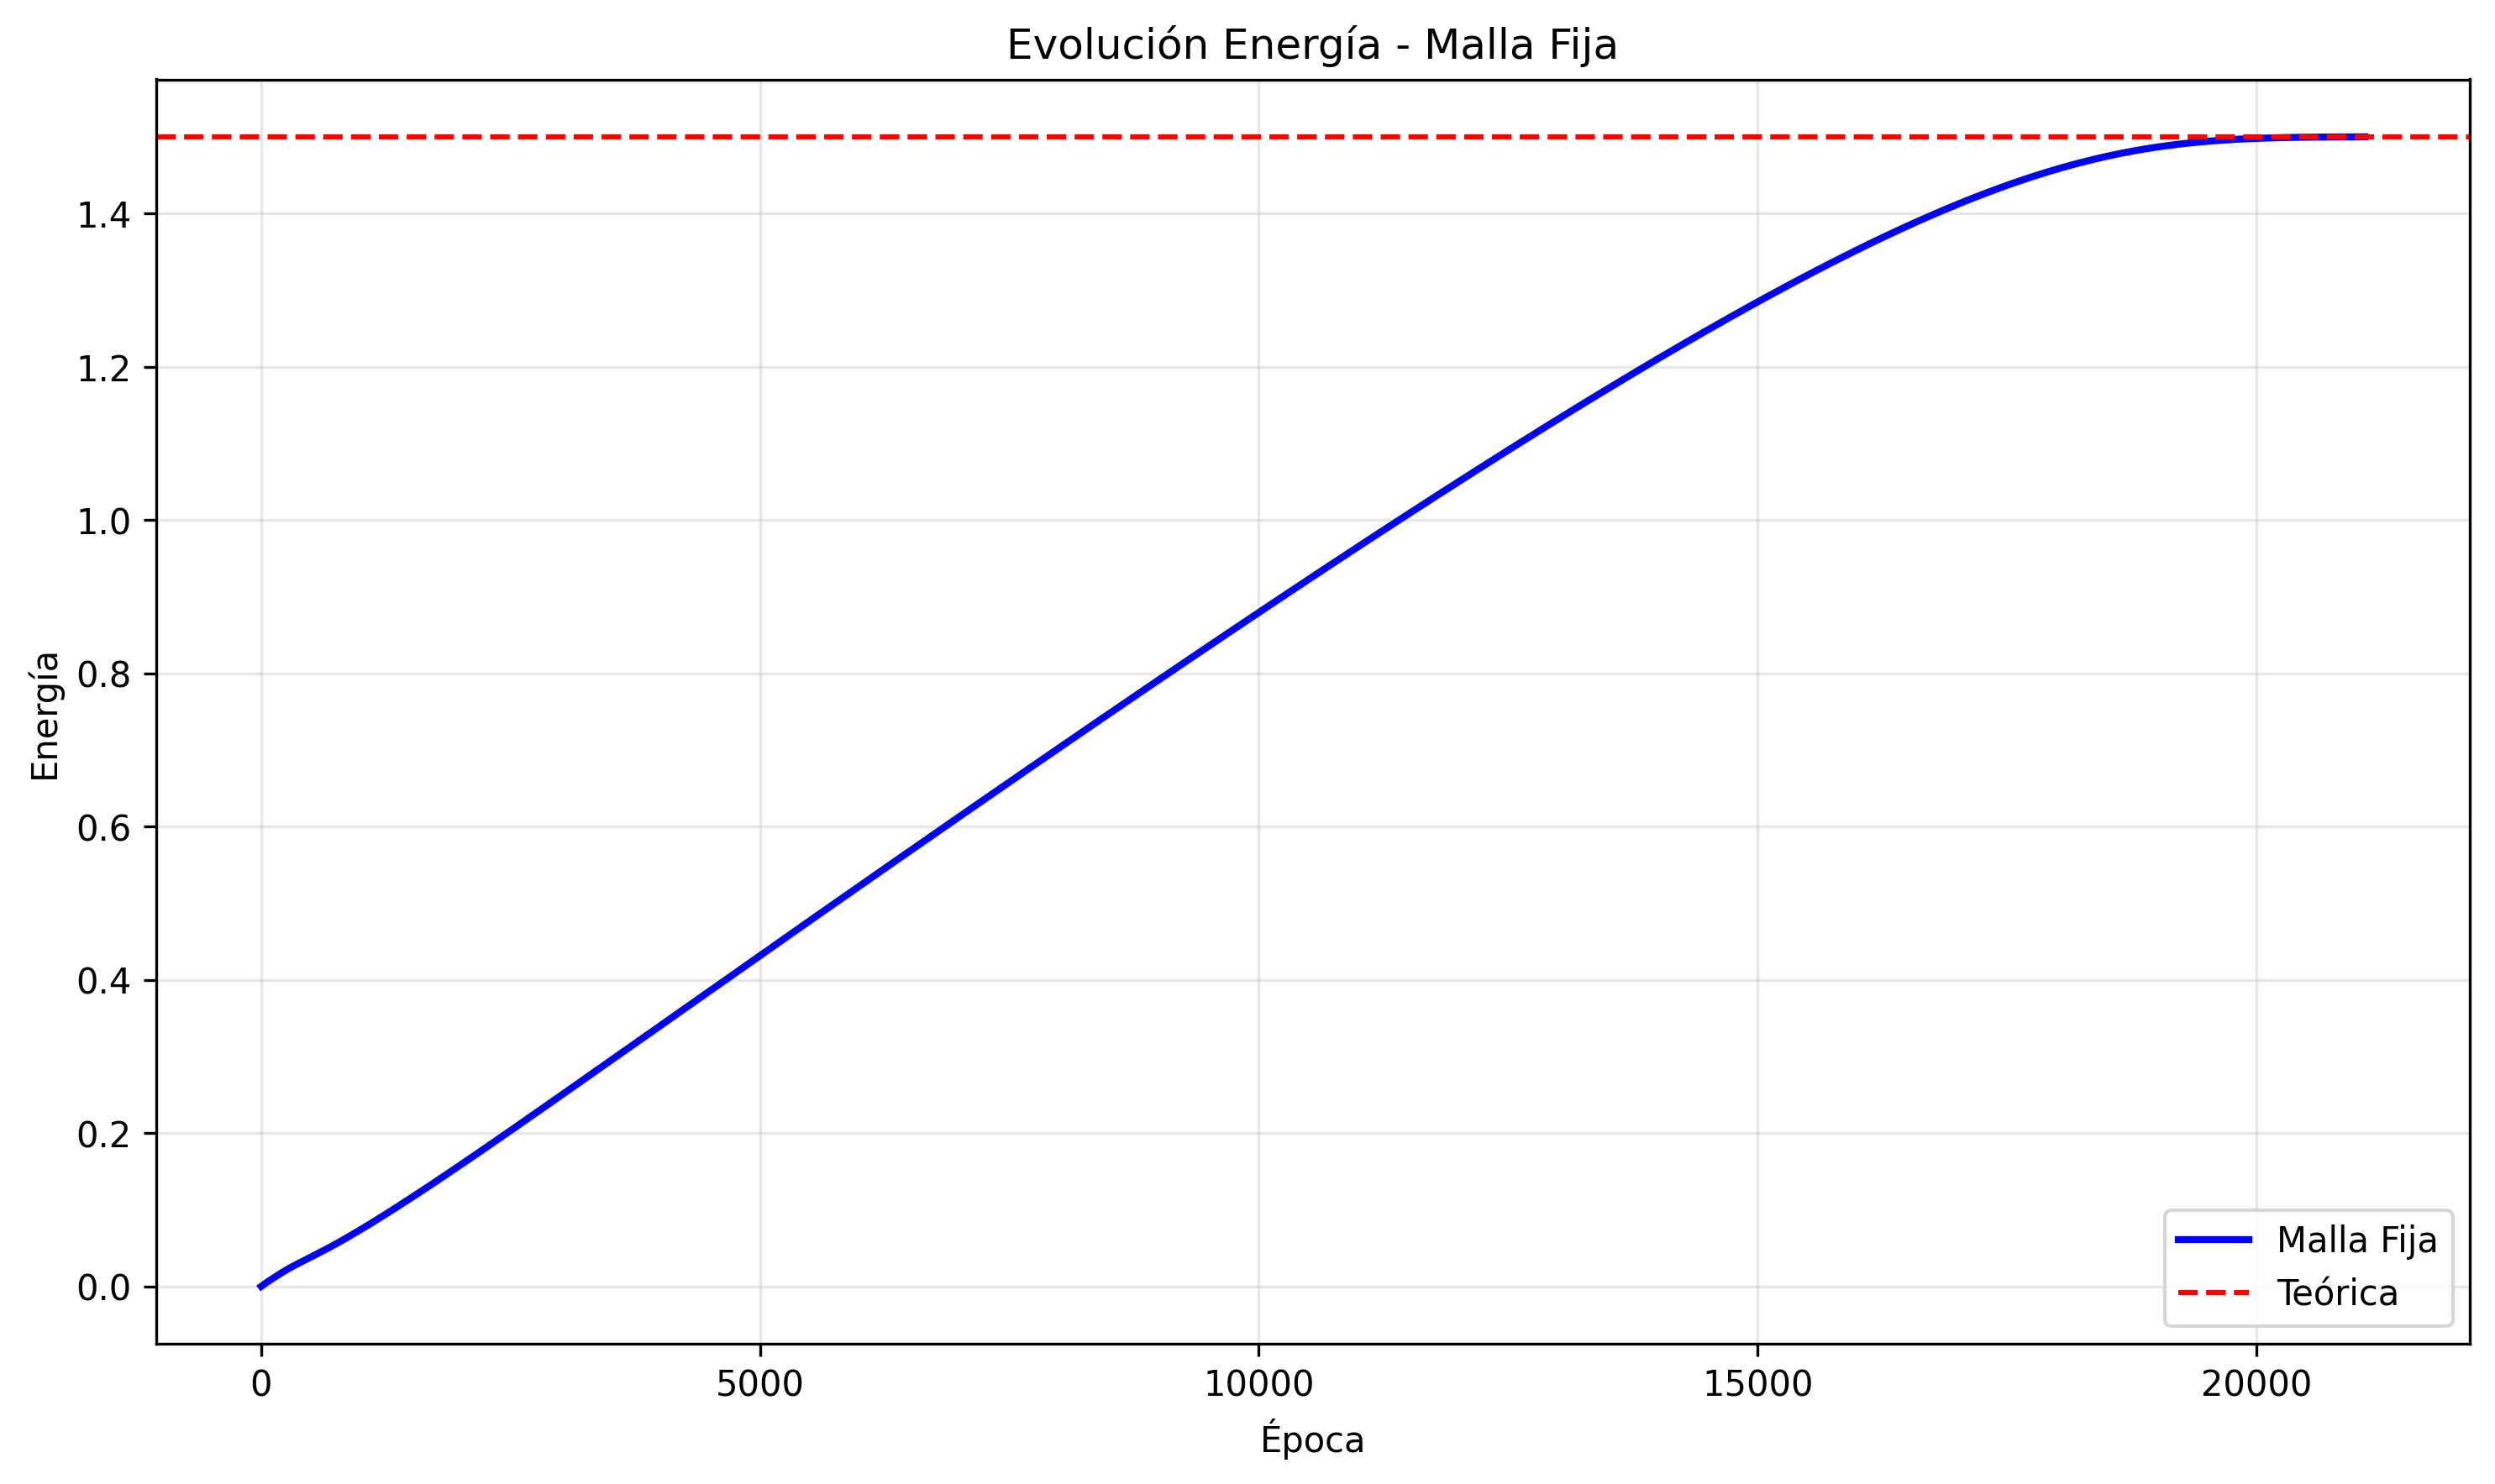 Evolución Energía - Malla Fija
Energía
1.4
1.2
1.0
0.8
0.6
0.4
0.2
0.0
0 5000 10000 15000 20000
Época
Malla Fija
Teórica